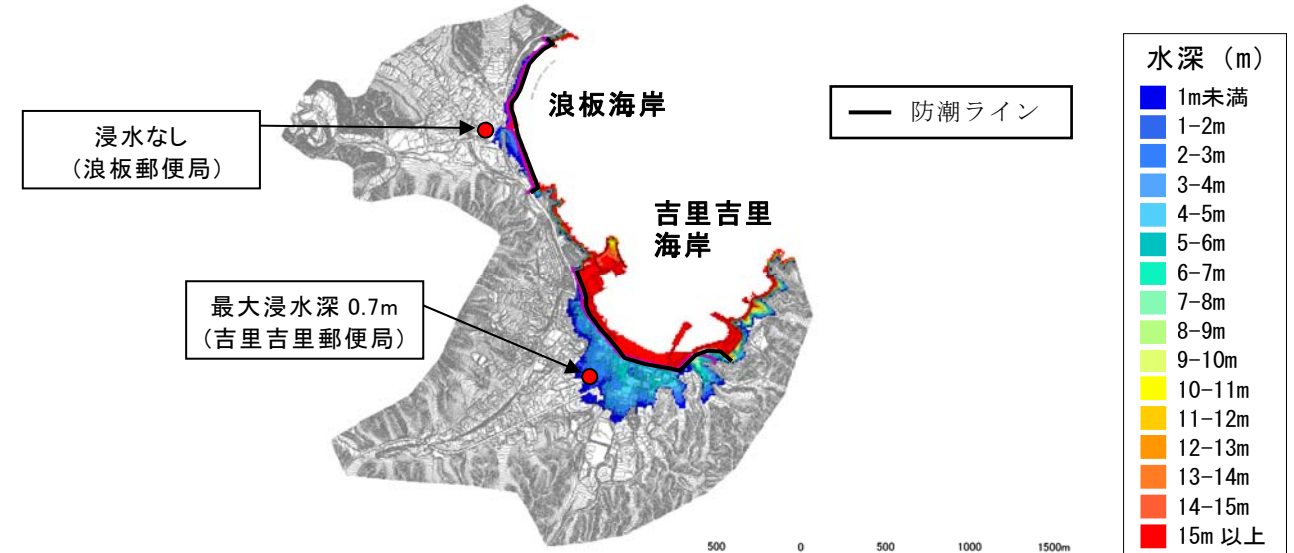 浪板海岸
浸水なし
(浪板郵便局)
吉里吉里
海岸
最大浸水深 0.7m
(吉里吉里郵便局)
防潮ライン
水深 (m)
1m未満
1-2m
2-3m
3-4m
4-5m
5-6m
6-7m
7-8m
8-9m
9-10m
10-11m
11-12m
12-13m
13-14m
14-15m
15m 以上
500 0 500 1000 1500m